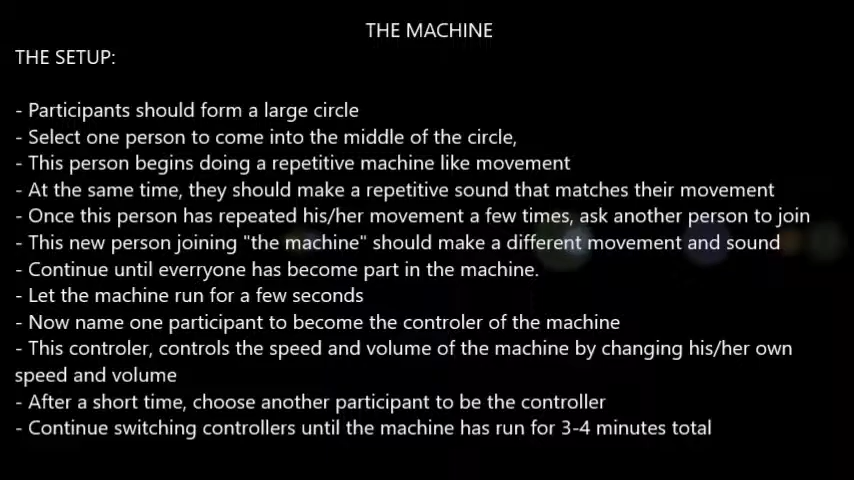 THE MACHINE
THE SETUP:
- Participants should form a large circle
- Select one person to come into the middle of the circle,
- This person begins doing a repetitive machine like movement
- At the same time, they should make a repetitive sound that matches their movement
- Once this person has repeated his/her movement a few times, ask another person to join
- This new person joining "the machine" should make a different movement and sound
- Continue until everryone has become part in the machine.
- Let the machine run for a few seconds
- Now name one participant to become the controler of the machine
- This controler, controls the speed and volume of the machine by changing his/her own
speed and volume
- After a short time, choose another participant to be the controller
- Continue switching controllers until the machine has run for 3-4 minutes total